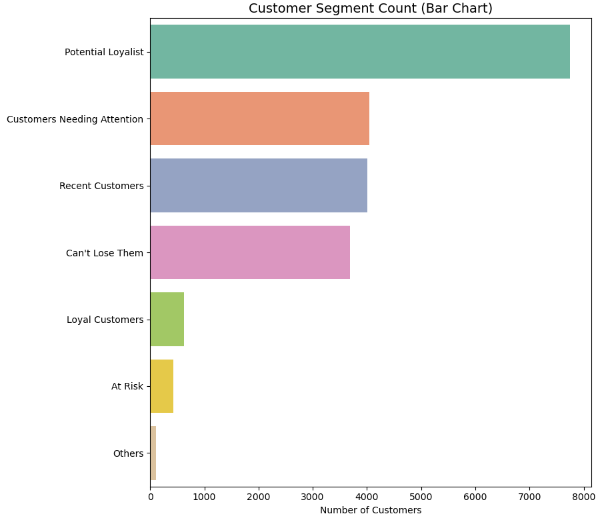 Customer Segment Count (Bar Chart)
Potential Loyalist
Customers Needing Attention
Recent Customers
Can't Lose Them
Loyal Customers
At Risk
Others
0 1000 2000 3000 4000 5000 6000 7000 8000
Number of Customers